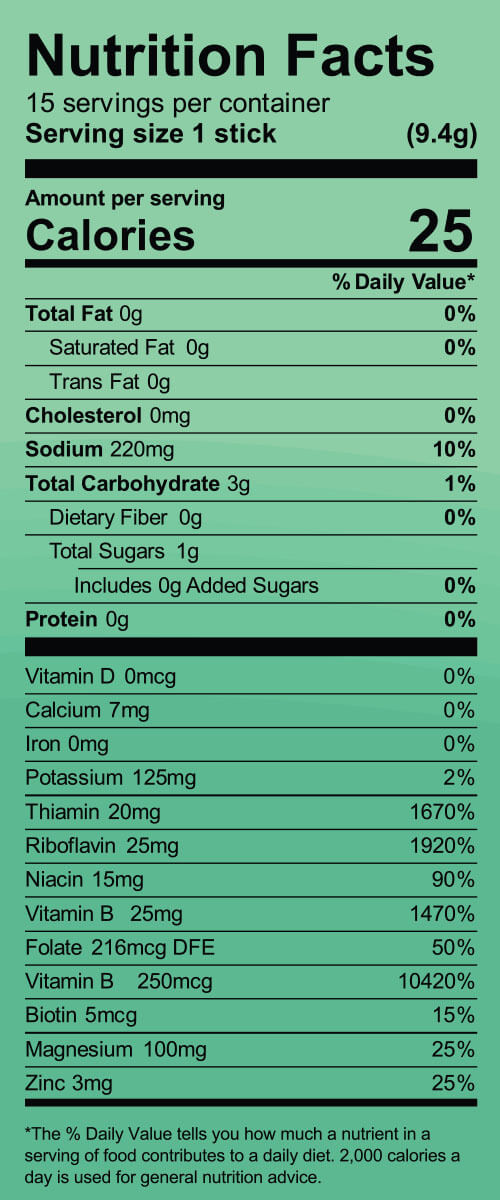 Nutrition Facts
15 servings per container
Serving size 1 stick (9.4g)
Amount per serving
Calories 25
% Daily Value*
Total Fat 0g 0%
Saturated Fat 0g 0%
Trans Fat 0g
Cholesterol 0mg 0%
Sodium 220mg 10%
Total Carbohydrate 3g 1%
Dietary Fiber 0g 0%
Total Sugars 1g
Includes 0g Added Sugars 0%
Protein 0g 0%
Vitamin D 0mcg 0%
Calcium 7mg 0%
Iron 0mg 0%
Potassium 125mg 2%
Thiamin 20mg 1670%
Riboflavin 25mg 1920%
Niacin 15mg 90%
Vitamin B 25mg 1470%
Folate 216mcg DFE 50%
Vitamin B 250mcg 10420%
Biotin 5mcg 15%
Magnesium 100mg 25%
Zinc 3mg 25%
*The % Daily Value tells you how much a nutrient in a
serving of food contributes to a daily diet. 2,000 calories a
day is used for general nutrition advice.